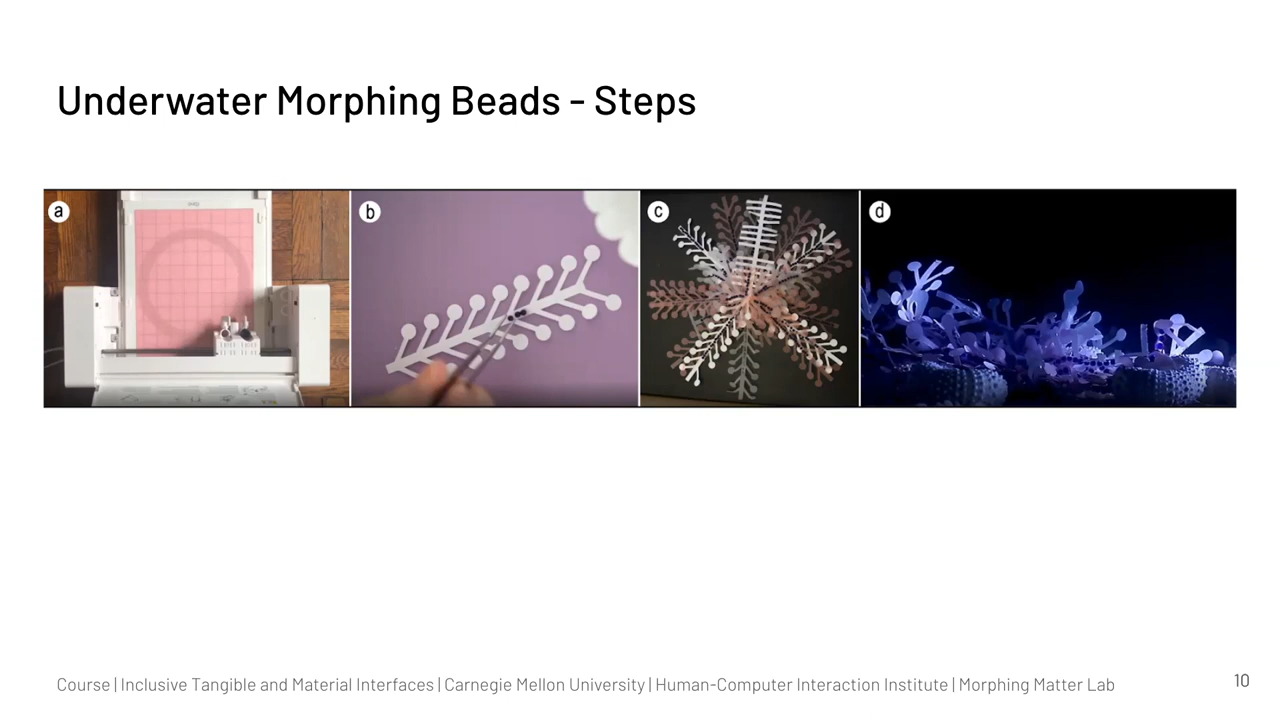 Underwater Morphing Beads - Steps
a
b
c
d
Course | Inclusive Tangible and Material Interfaces | Carnegie Mellon University | Human-Computer Interaction Institute | Morphing Matter Lab
10